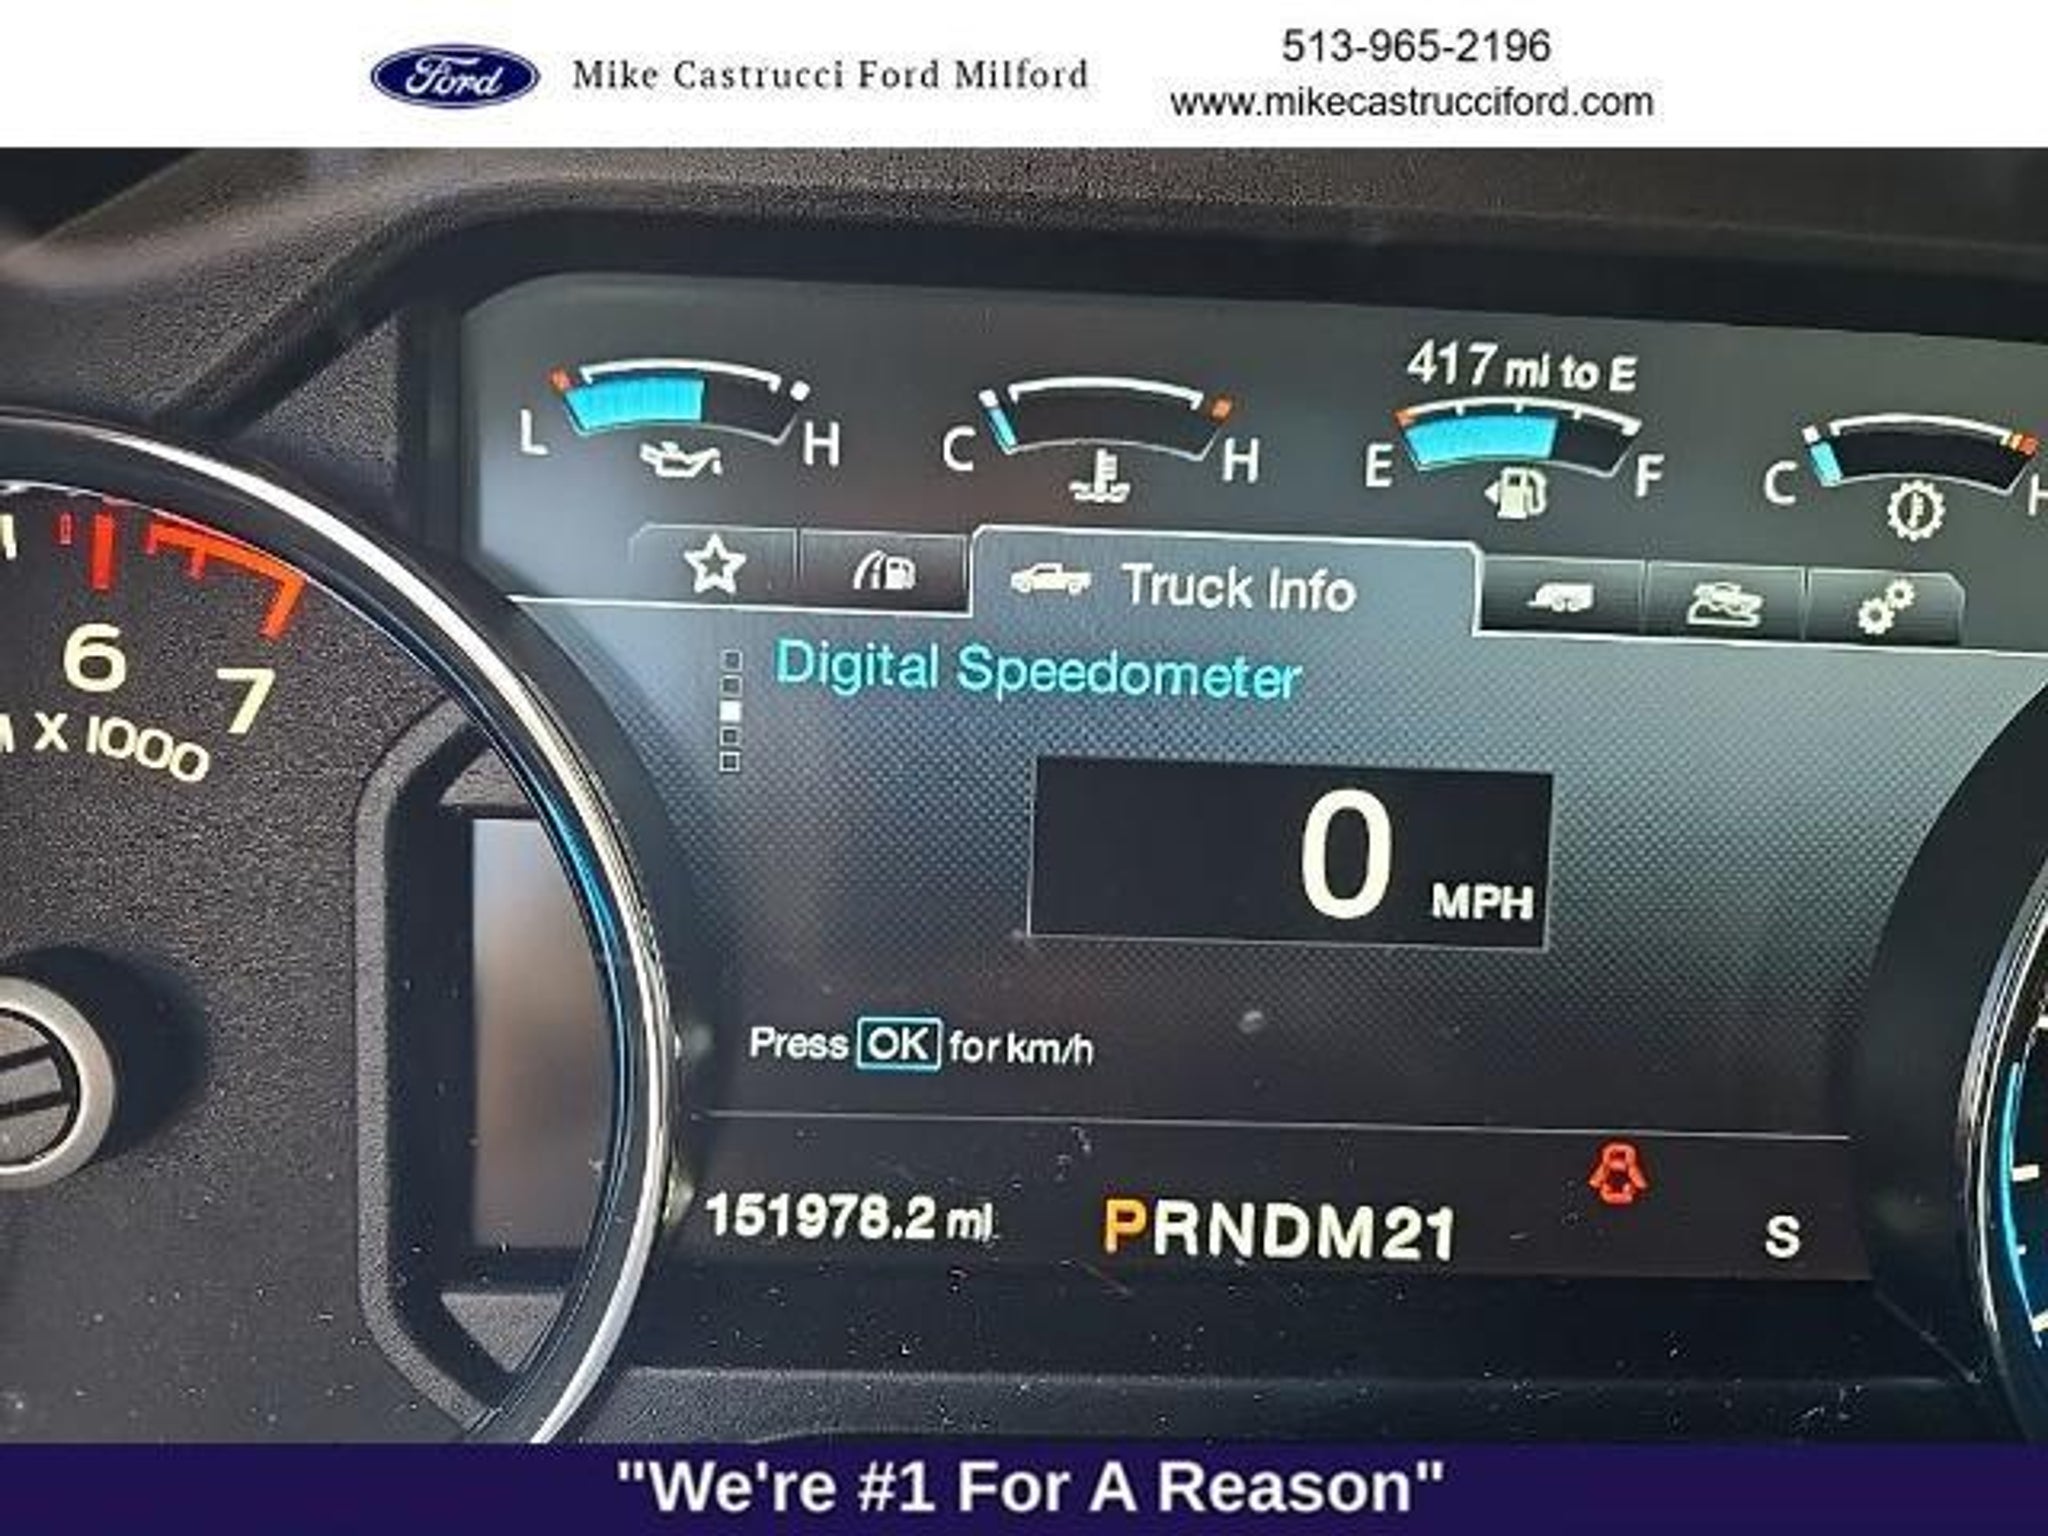 Ford
Mike Castrucci Ford Milford
513-965-2196
www.mikecastrucciford.com
417 mi to E
L H
C H
E F
C H
Truck Info
Digital Speedometer
6
7
X 1000
0 MPH
Press OK for km/h
151978.2 mi
PRNDM21
S
"We're #1 For A Reason"